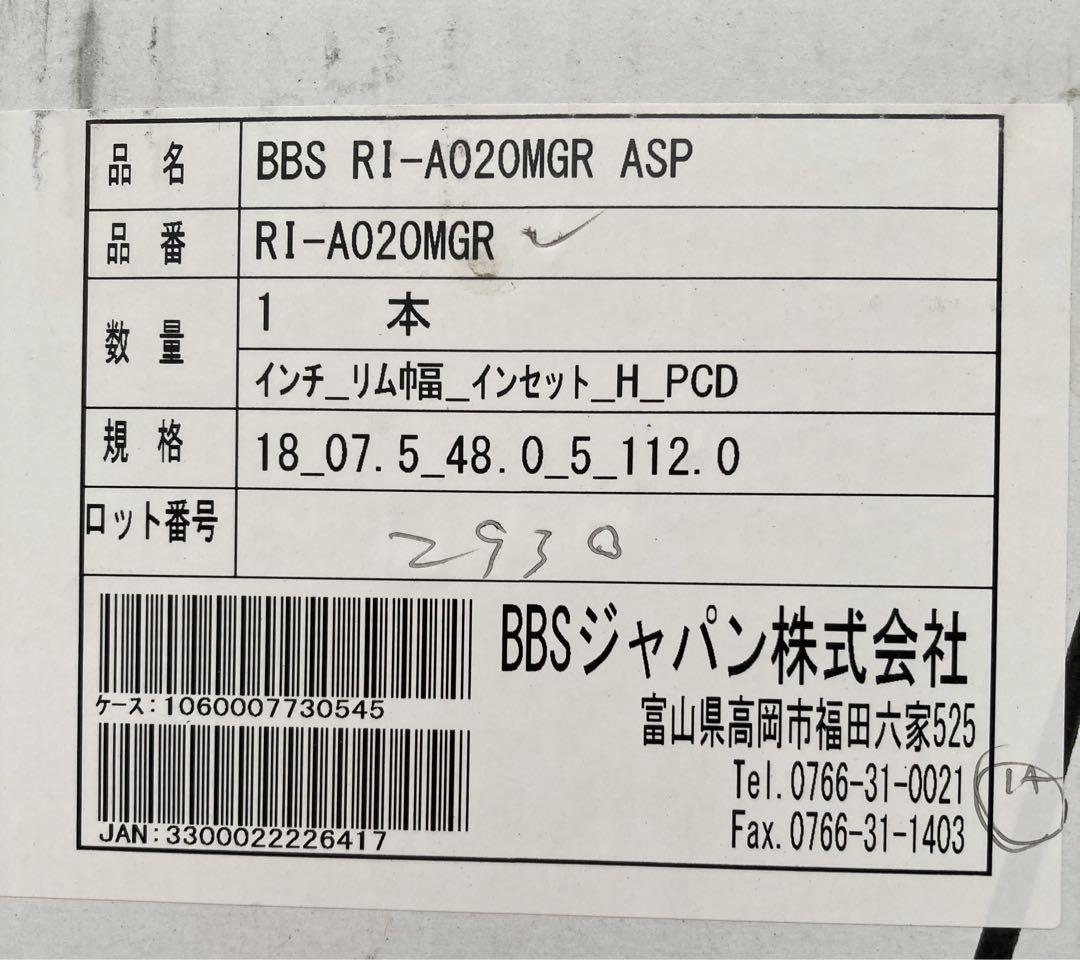 品 名 BBS RI-A020MGR ASP
品 番 RI-A020MGR
数 量 1 本
インチ_リム巾幅_インセット_H_PCD
規 格 18_07.5_48.0_5_112.0
ロット番号 2930
ケース:1060007730545
JAN:3300022226417
BBSジャパン株式会社
富山県高岡市福田六家525
Tel.0766-31-0021
Fax.0766-31-1403